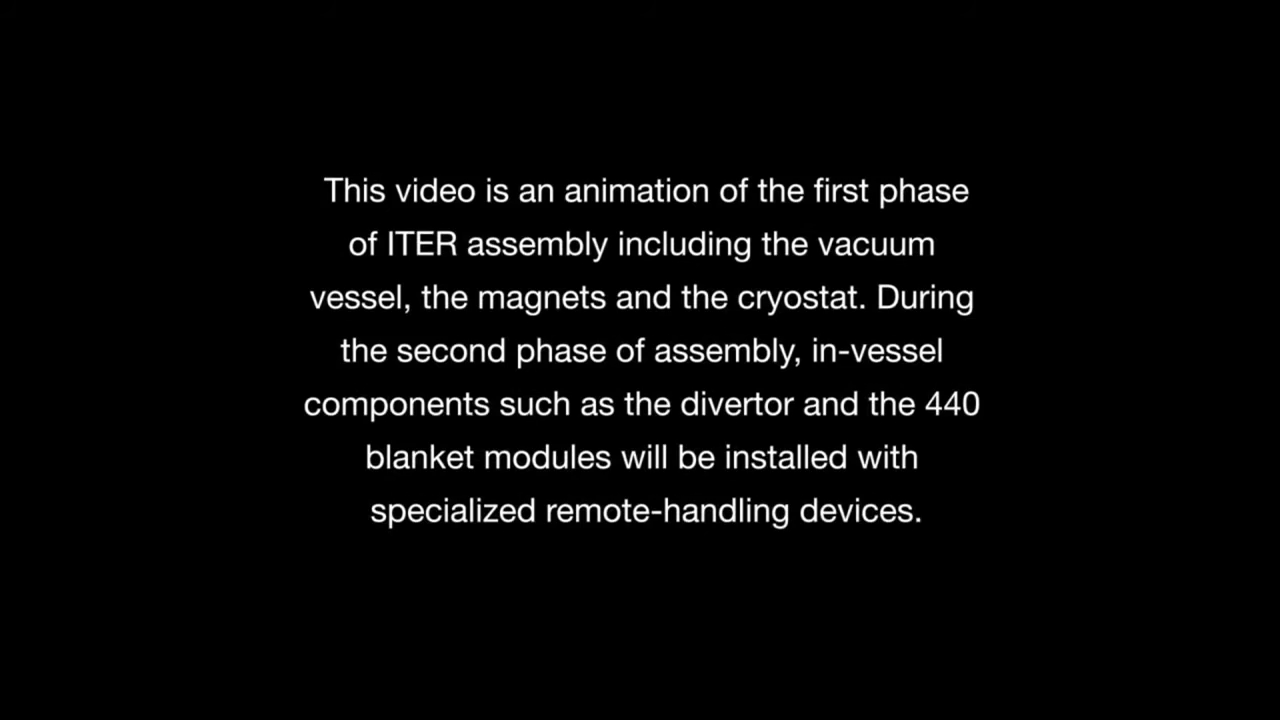 This video is an animation of the first phase
of ITER assembly including the vacuum
vessel, the magnets and the cryostat. During
the second phase of assembly, in-vessel
components such as the divertor and the 440
blanket modules will be installed with
specialized remote-handling devices.